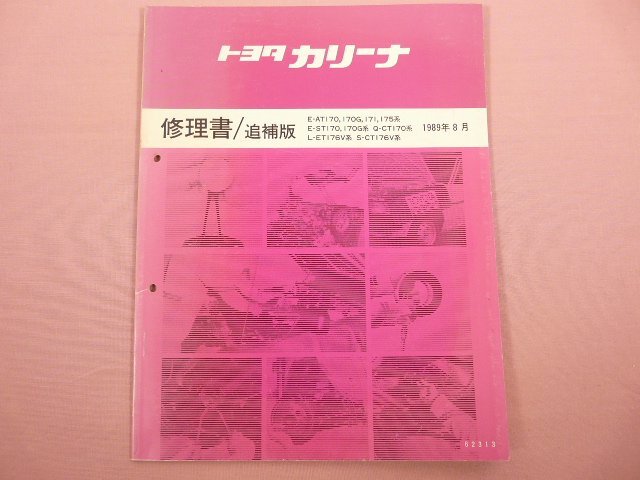 トヨタ カリーナ
修理書/追補版
E-AT170,170G,171,175系
E-ST170,170G系 Q-CT170系
L-ET176V系 S-CT176V系
1989年8月
62313